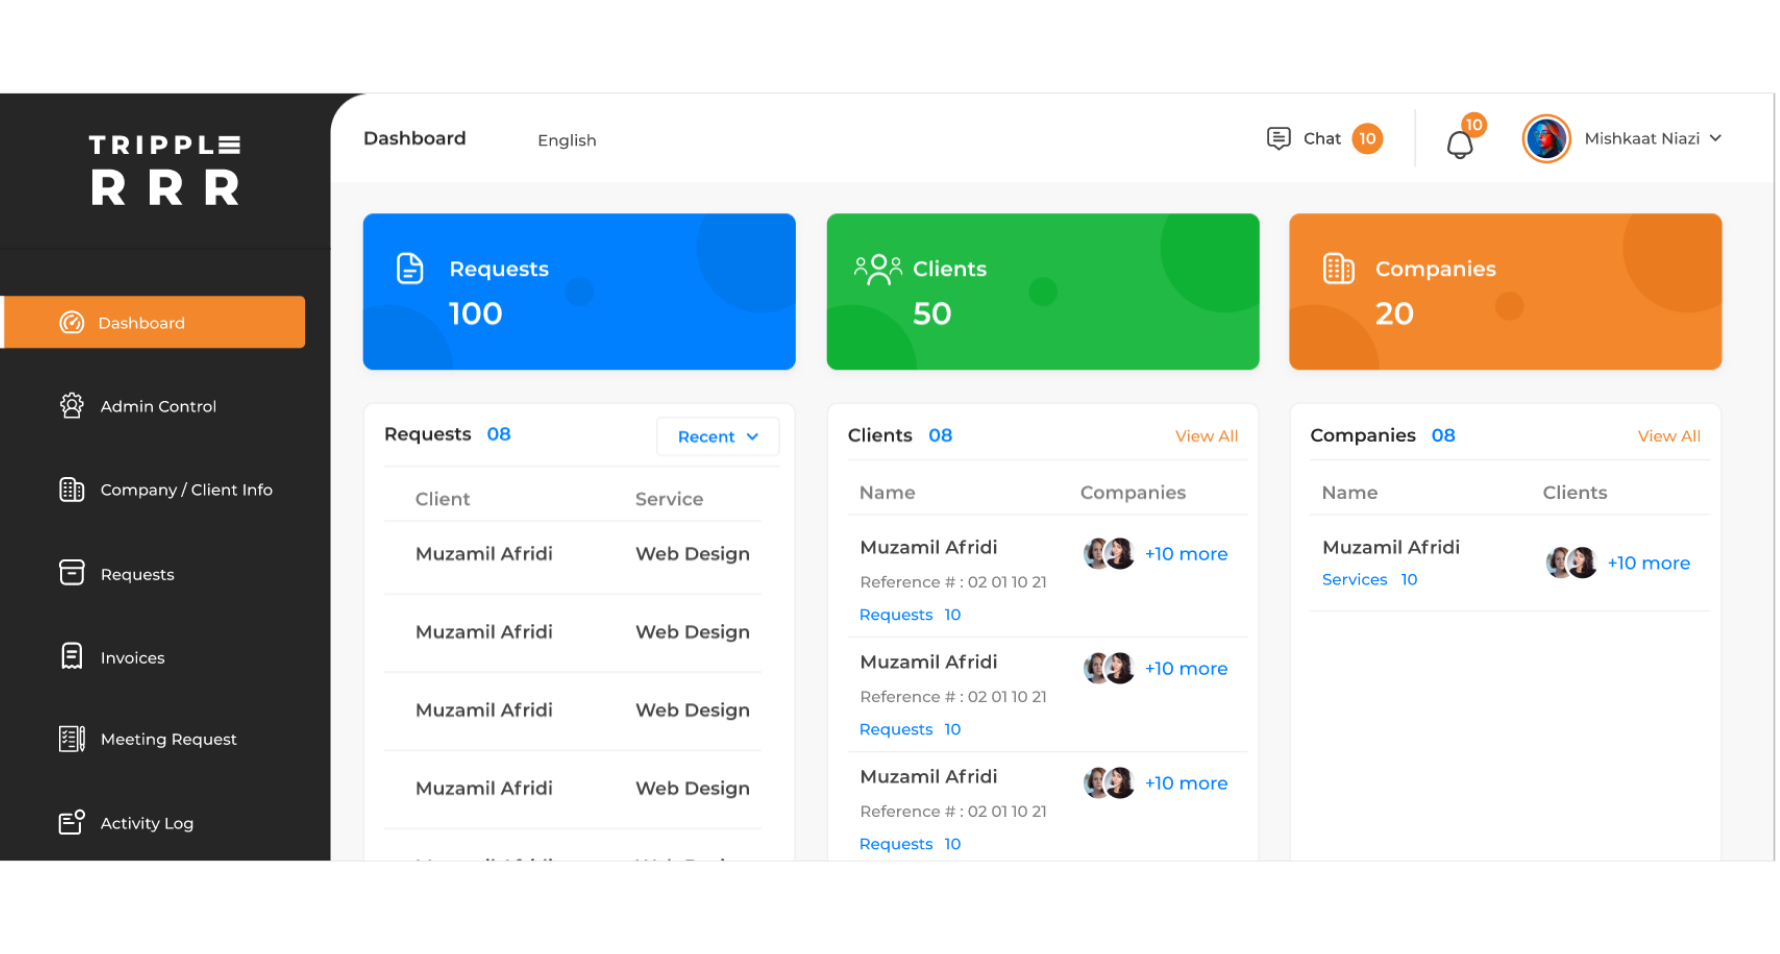 TRIPPLE
RRR
Dashboard
Admin Control
Company / Client Info
Requests
Invoices
Meeting Request
Activity Log
Dashboard English Chat 10 10 Mishkaat Niazi
Requests
100
Clients
50
Companies
20
Requests 08 Recent
Client Service
Muzamil Afridi Web Design
Muzamil Afridi Web Design
Muzamil Afridi Web Design
Muzamil Afridi Web Design
Clients 08 View All
Name Companies
Muzamil Afridi +10 more
Reference # : 02 01 10 21
Requests 10
Muzamil Afridi +10 more
Reference # : 02 01 10 21
Requests 10
Muzamil Afridi +10 more
Reference # : 02 01 10 21
Requests 10
Companies 08 View All
Name Clients
Muzamil Afridi +10 more
Services 10